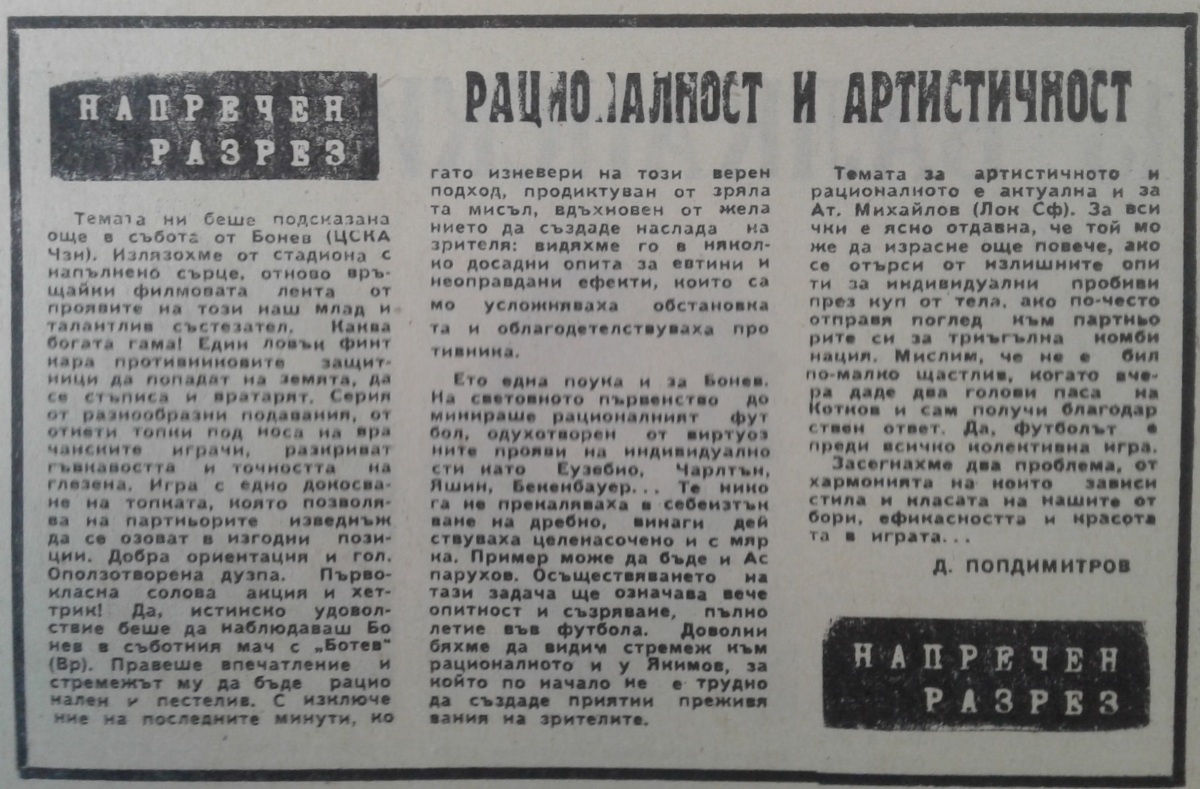 НАПРЕЧЕН
РАЗРЕЗ
РАЦИОНАЛНОСТ И АРТИСТИЧНОСТ
Темата ни беше подсказана
още в събота от Бонев (ЦСКА
Чзн). Излязохме от стадиона с
напълнено сърце, отново връ-
щайки филмовата лента от
проявите на този наш млад и
талантлив състезател. Каква
богата гама! Един ловък финт
кара противниковите защит-
ници да попадат на земята, да
се стъписа и вратарят. Серия
от разнообразни подавания, от
отнети топки под носа на вра
чанските играчи, разкриват
гъвкавостта и точността на
глезена. Игра с едно докосва-
не на топката, която позволя-
ва на партньорите изведнъж
да се озоват в изгодни пози-
ции. Добра ориентация и гол.
Оползотворена дузпа. Първо-
класна солова акция и хет-
трик! Да, истинско удовол-
ствие беше да наблюдаваш Бо
нев в съботния мач с „Ботев"
(Вр). Правеше впечатление и
стремежът му да бъде рацио
нален и пестелив. С изключе
ние на последните минути, ко
гато изневери на този верен
подход, продиктуван от зряла
та мисъл, вдъхновен от жела
нието да създаде наслада на
зрителя: видяхме го в някол-
ко досадни опита за евтини и
неоправдани ефекти, които са
мо усложняваха обстановка
та и облагодетелствуваха про
тивника.
Ето една поука и за Бонев.
На световното първенство до
минираше рационалният фут
бол, одухотворен от виртуоз
ните прояви на индивидуално
сти като Еузебио, Чарлтън,
Яшин, Бекенбауер... Те нико
га не прекаляваха в себеизтък
ване на дребно, винаги дей
ствуваха целенасочено и с мяр
ка. Пример може да бъде и Ас
парухов. Осъществяването на
тази задача ще означава вече
опитност и съзряване, пълно
летие във футбола. Доволни
бяхме да видим стремеж към
рационалното и у Якимов, за
който по начало не е трудно
да създаде приятни преживя
вания на зрителите.
Темата за артистичното и
рационалното е актуална и за
Ат. Михайлов (Лок Сф). За вси
чки е ясно отдавна, че той мо
же да израсне още повече, ако
се отърси от излишните опи
ти за индивидуални пробиви
през куп от тела, ако по-често
отправя поглед към партньо
рите си за триъгълна комби
нация. Мислим, че не е бил
по-малко щастлив, когато вче-
ра даде два голови паса на
Котков и сам получи благодар
ствен ответ. Да, футболът е
преди всичко колективна игра.
Засегнахме два проблема, от
хармонията на които зависи
стила и класата на нашите от
бори, ефикасността и красота
та в играта...
Д. ПОПДИМИТРОВ
НАПРЕЧЕН
РАЗРЕЗ